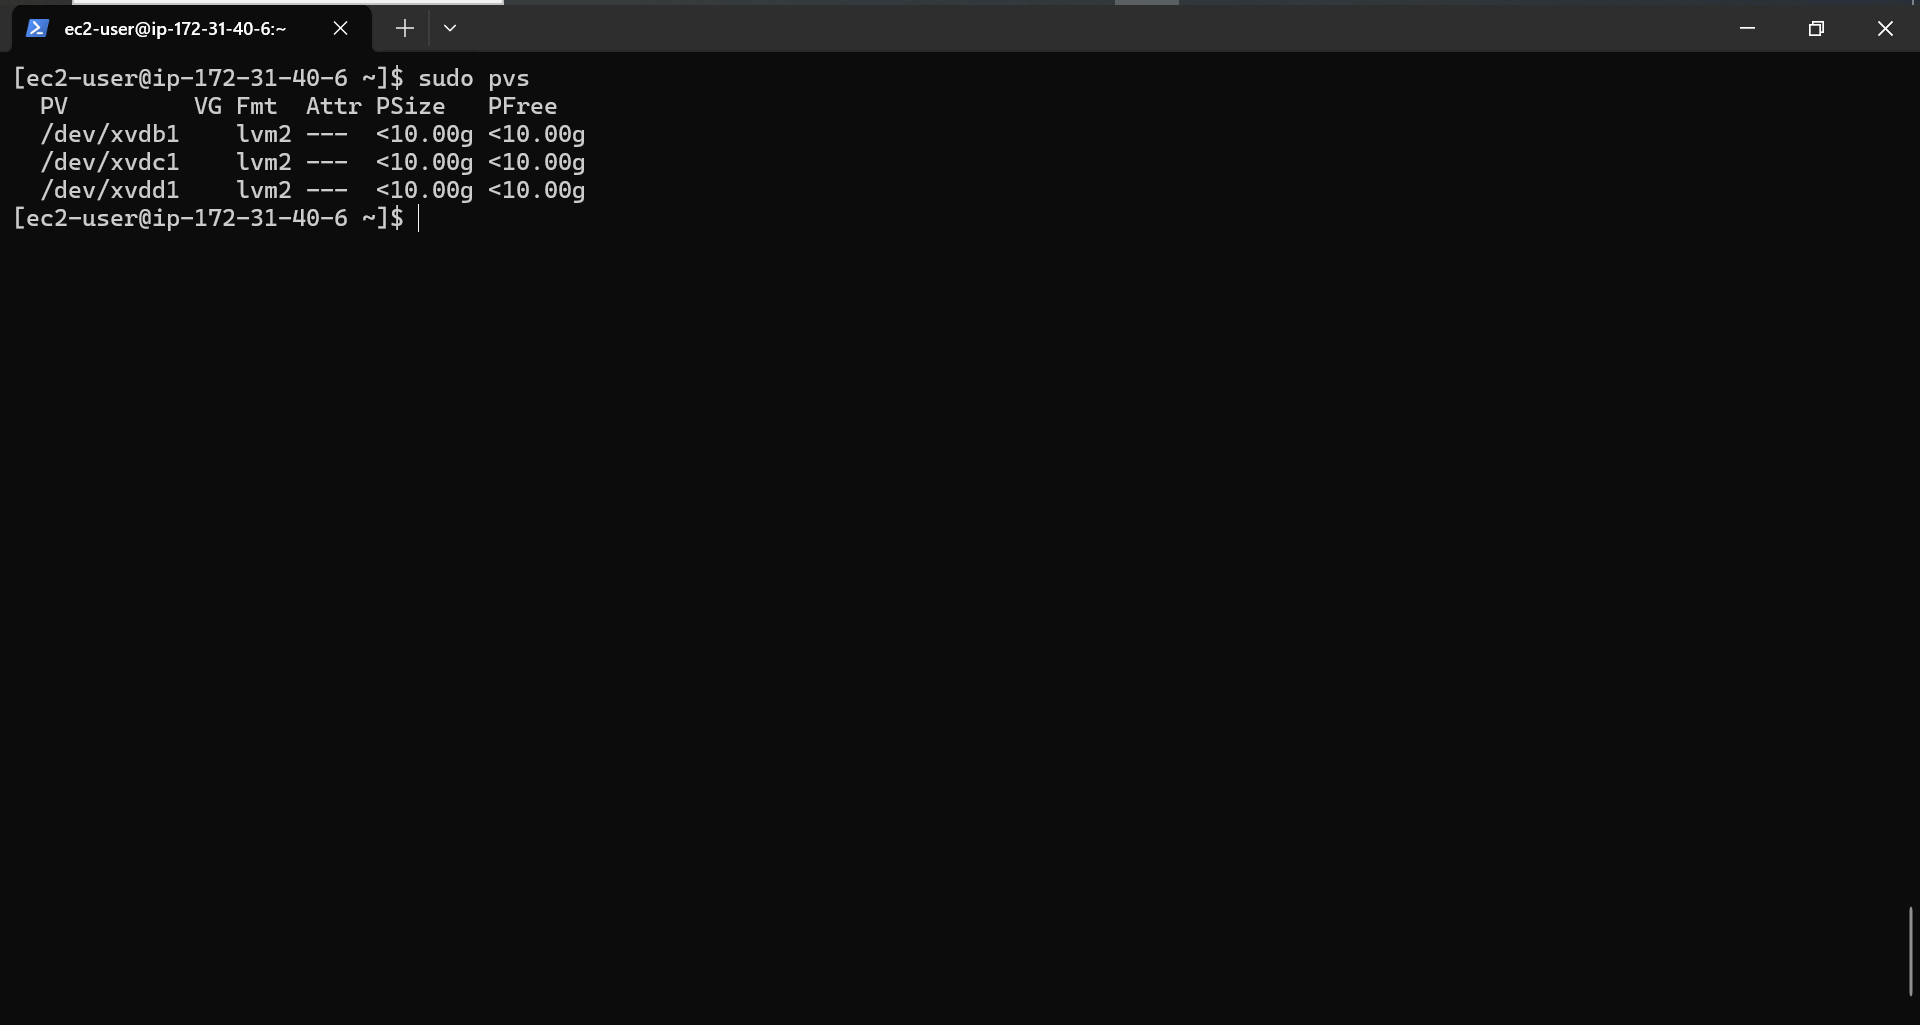 ec2-user@ip-172-31-40-6:~
[ec2-user@ip-172-31-40-6 ~]$ sudo pvs
  PV         VG Fmt  Attr PSize   PFree
  /dev/xvdb1    lvm2 ---  <10.00g <10.00g
  /dev/xvdc1    lvm2 ---  <10.00g <10.00g
  /dev/xvdd1    lvm2 ---  <10.00g <10.00g
[ec2-user@ip-172-31-40-6 ~]$